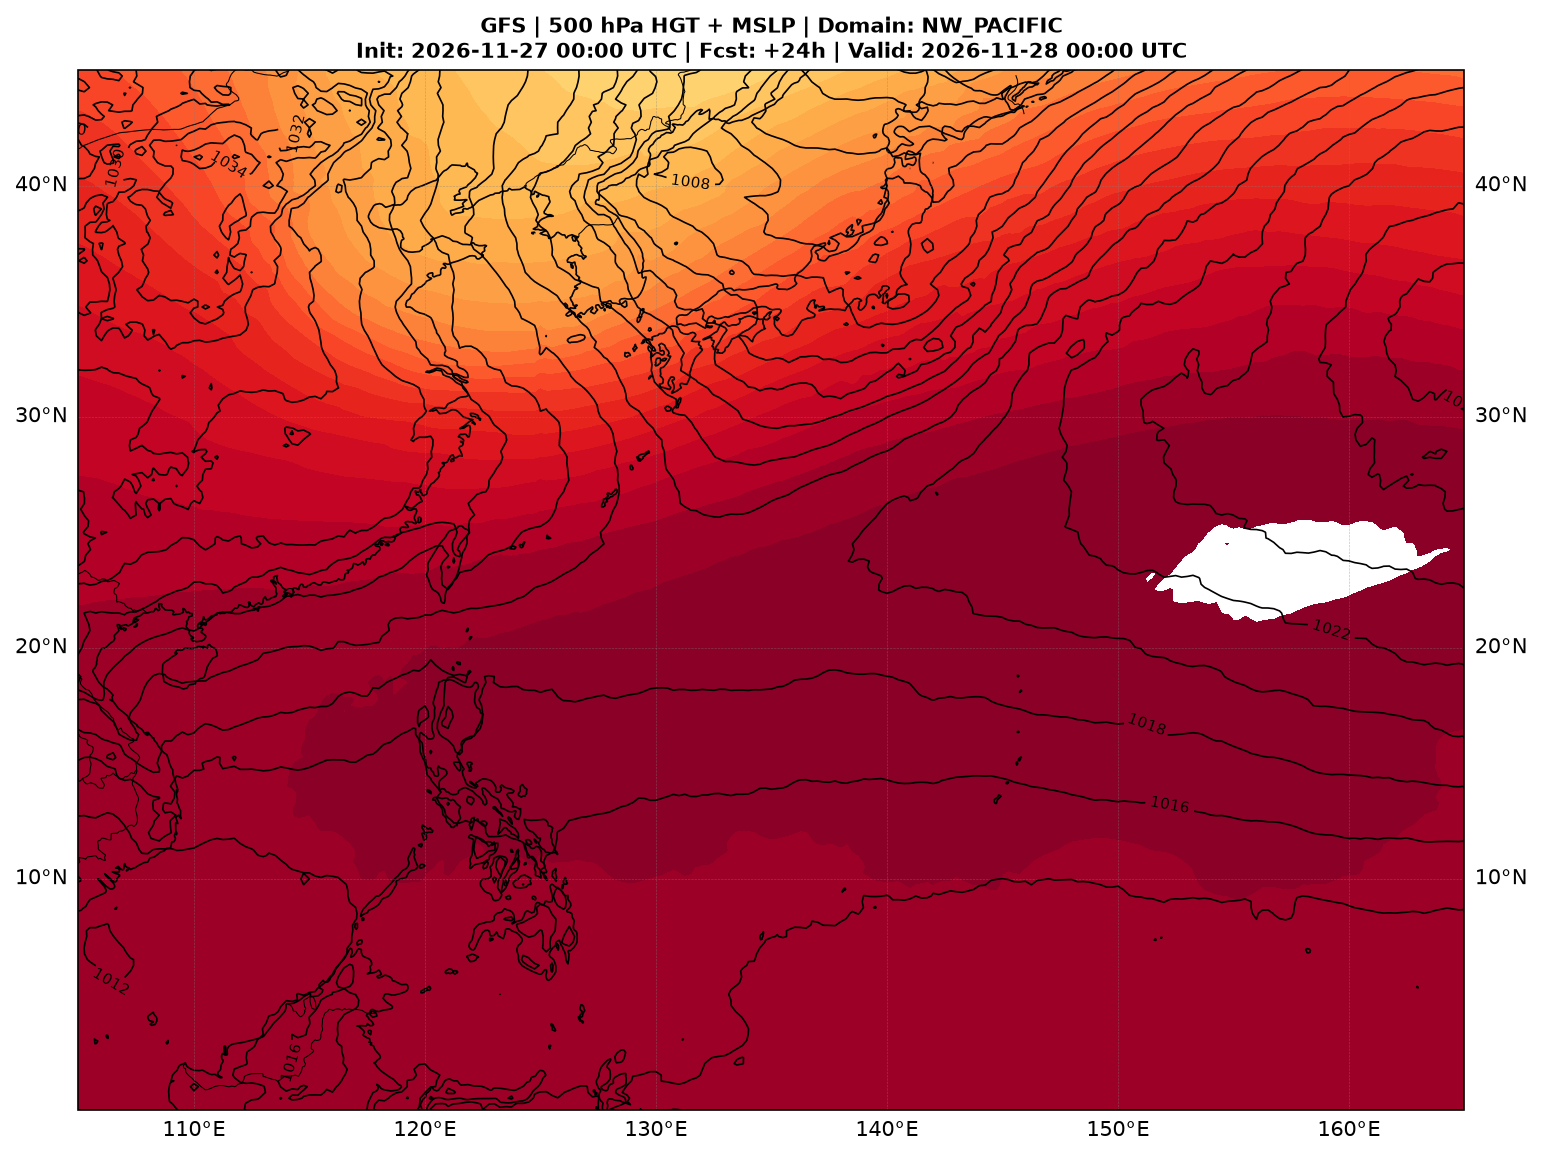 GFS | 500 hPa HGT + MSLP | Domain: NW_PACIFIC
Init: 2026-11-27 00:00 UTC | Fcst: +24h | Valid: 2026-11-28 00:00 UTC
1032
1034
1030
1008
40°N
40°N
30°N
30°N
1022
20°N
20°N
1018
1016
10°N
10°N
1012
1016
110°E
120°E
130°E
140°E
150°E
160°E